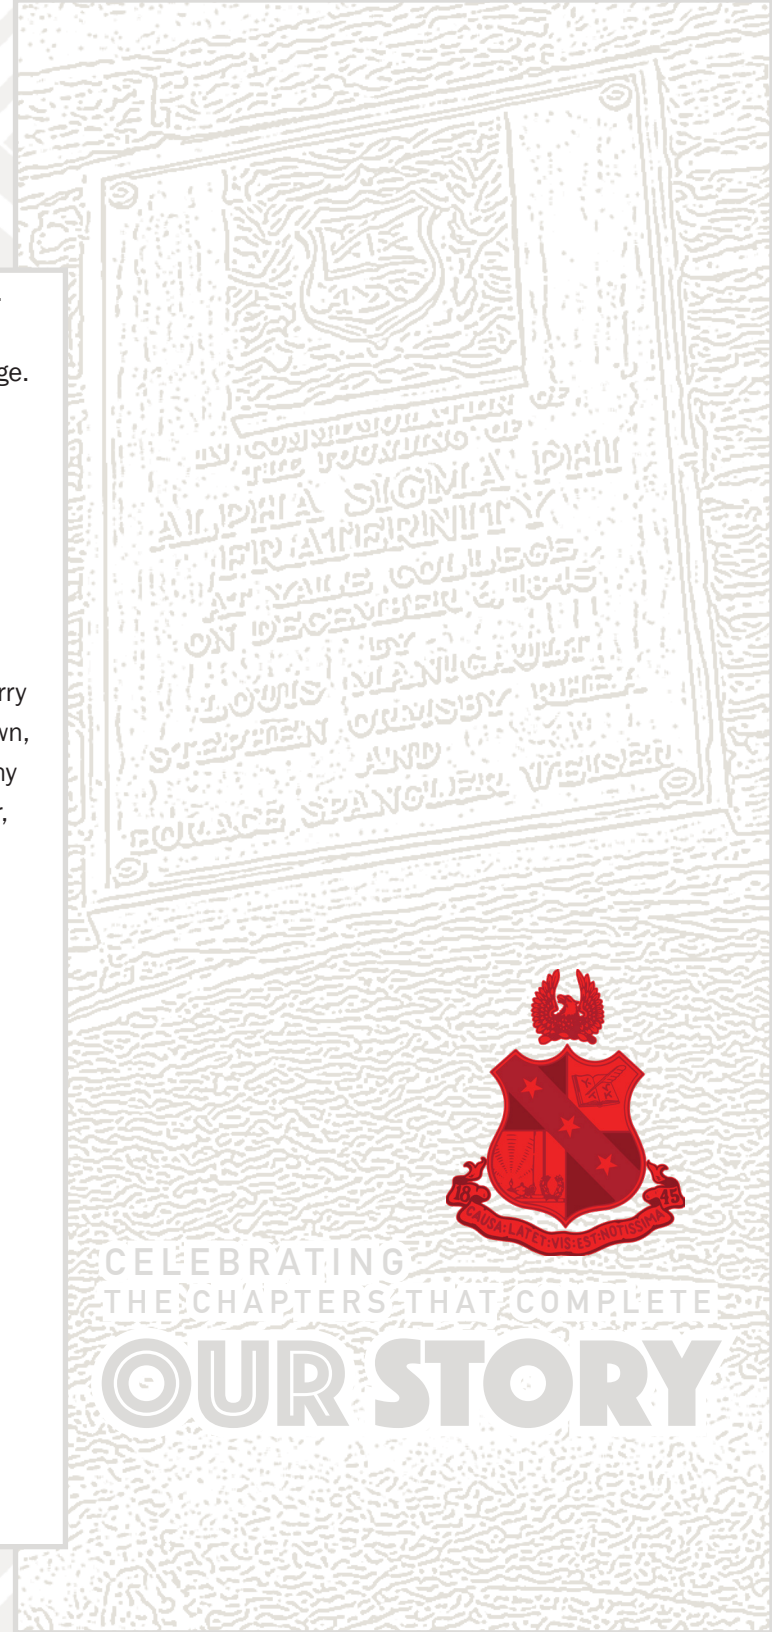 ge.
rry
wn,
ny
r,
IN COMMEMORATION OF
THE FOUNDING OF
ALPHA SIGMA PHI
FRATERNITY
AT YALE COLLEGE
ON DECEMBER 6, 1845
BY
LOUIS MANIGAULT
STEPHEN ORMSBY RHEA
AND
HORACE SPANGLER WEISER
18 45
CAUSA:LATET:VIS:EST:NOTISSIMA
CELEBRATING
THE CHAPTERS THAT COMPLETE
OUR STORY